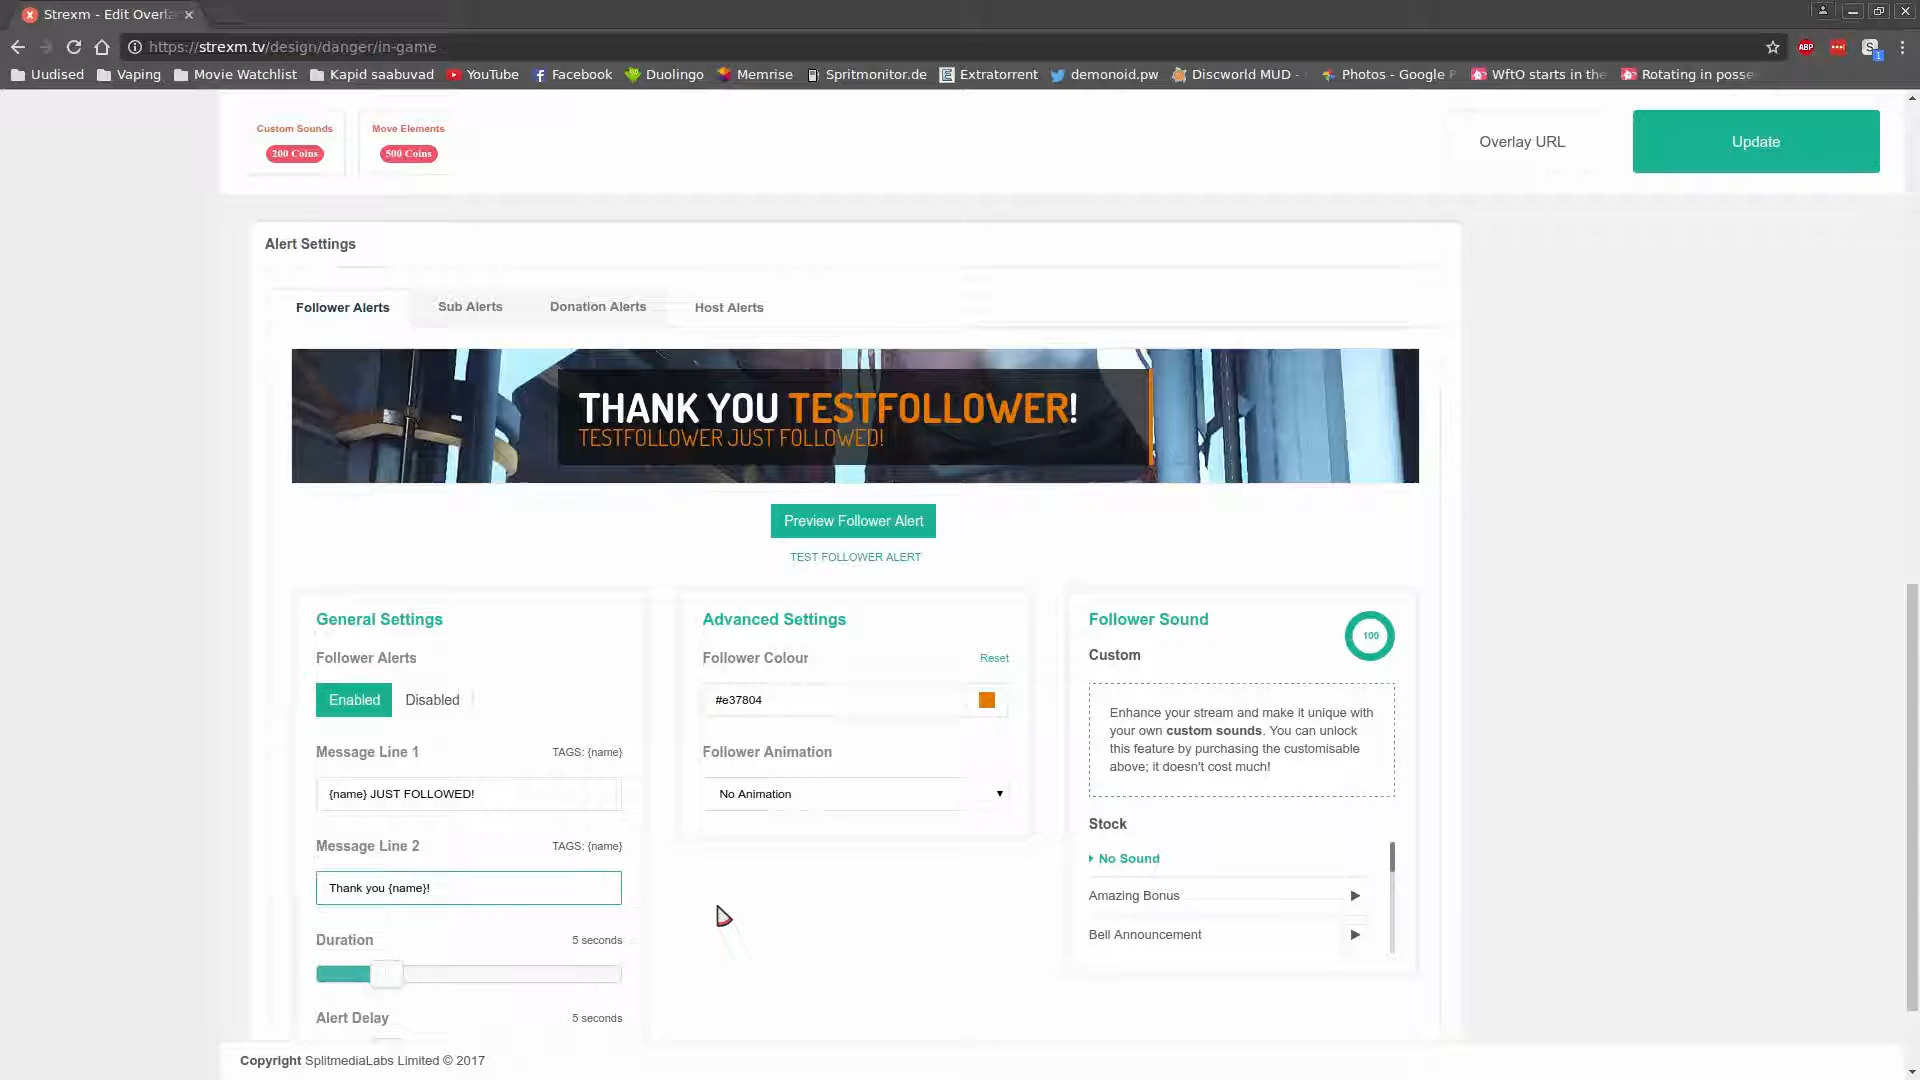 Strexm - Edit Overla
https://strexm.tv/design/danger/in-game
Uudised Vaping Movie Watchlist Kapid saabuvad YouTube Facebook Duolingo Memrise Spritmonitor.de Extratorrent demonoid.pw Discworld MUD - Photos - Google P WftO starts in the Rotating in posse
ABP
S
1
Custom Sounds
200 Coins
Move Elements
500 Coins
Overlay URL
Update
Alert Settings
Follower Alerts Sub Alerts Donation Alerts Host Alerts
THANK YOU TESTFOLLOWER!
TESTFOLLOWER JUST FOLLOWED!
Preview Follower Alert
TEST FOLLOWER ALERT
General Settings
Follower Alerts
Enabled Disabled
Message Line 1 TAGS: {name}
{name} JUST FOLLOWED!
Message Line 2 TAGS: {name}
Thank you {name}!
Duration 5 seconds
Alert Delay 5 seconds
Advanced Settings
Follower Colour Reset
#e37804
Follower Animation
No Animation
Follower Sound
100
Custom
Enhance your stream and make it unique with
your own custom sounds. You can unlock
this feature by purchasing the customisable
above; it doesn't cost much!
Stock
No Sound
Amazing Bonus
Bell Announcement
Copyright SplitmediaLabs Limited © 2017